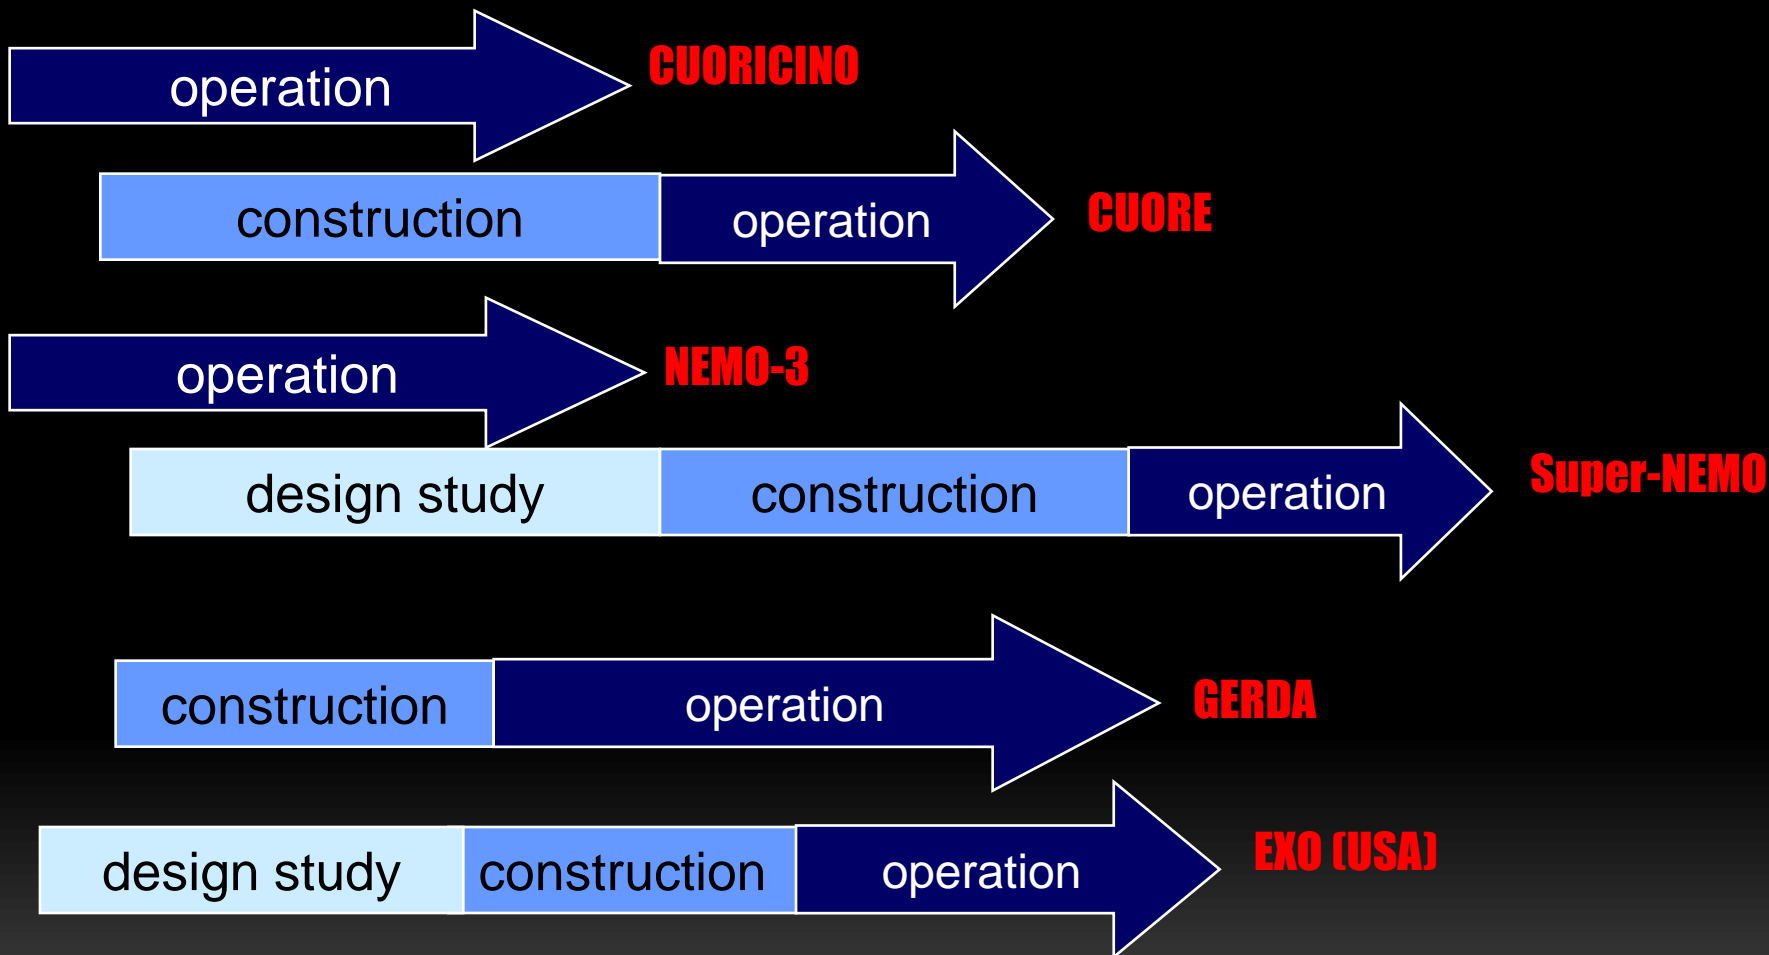 operation CUORICINO
construction operation CUORE
operation NEMO-3
design study construction operation Super-NEMO
construction operation GERDA
design study construction operation EXO (USA)